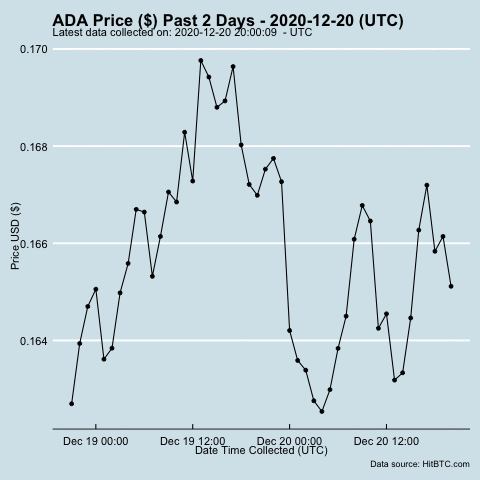 ADA Price ($) Past 2 Days - 2020-12-20 (UTC)
Latest data collected on: 2020-12-20 20:00:09 - UTC
0.170
0.168
0.166
0.164
Price USD ($)
Dec 19 00:00 Dec 19 12:00 Dec 20 00:00 Dec 20 12:00
Date Time Collected (UTC)
Data source: HitBTC.com